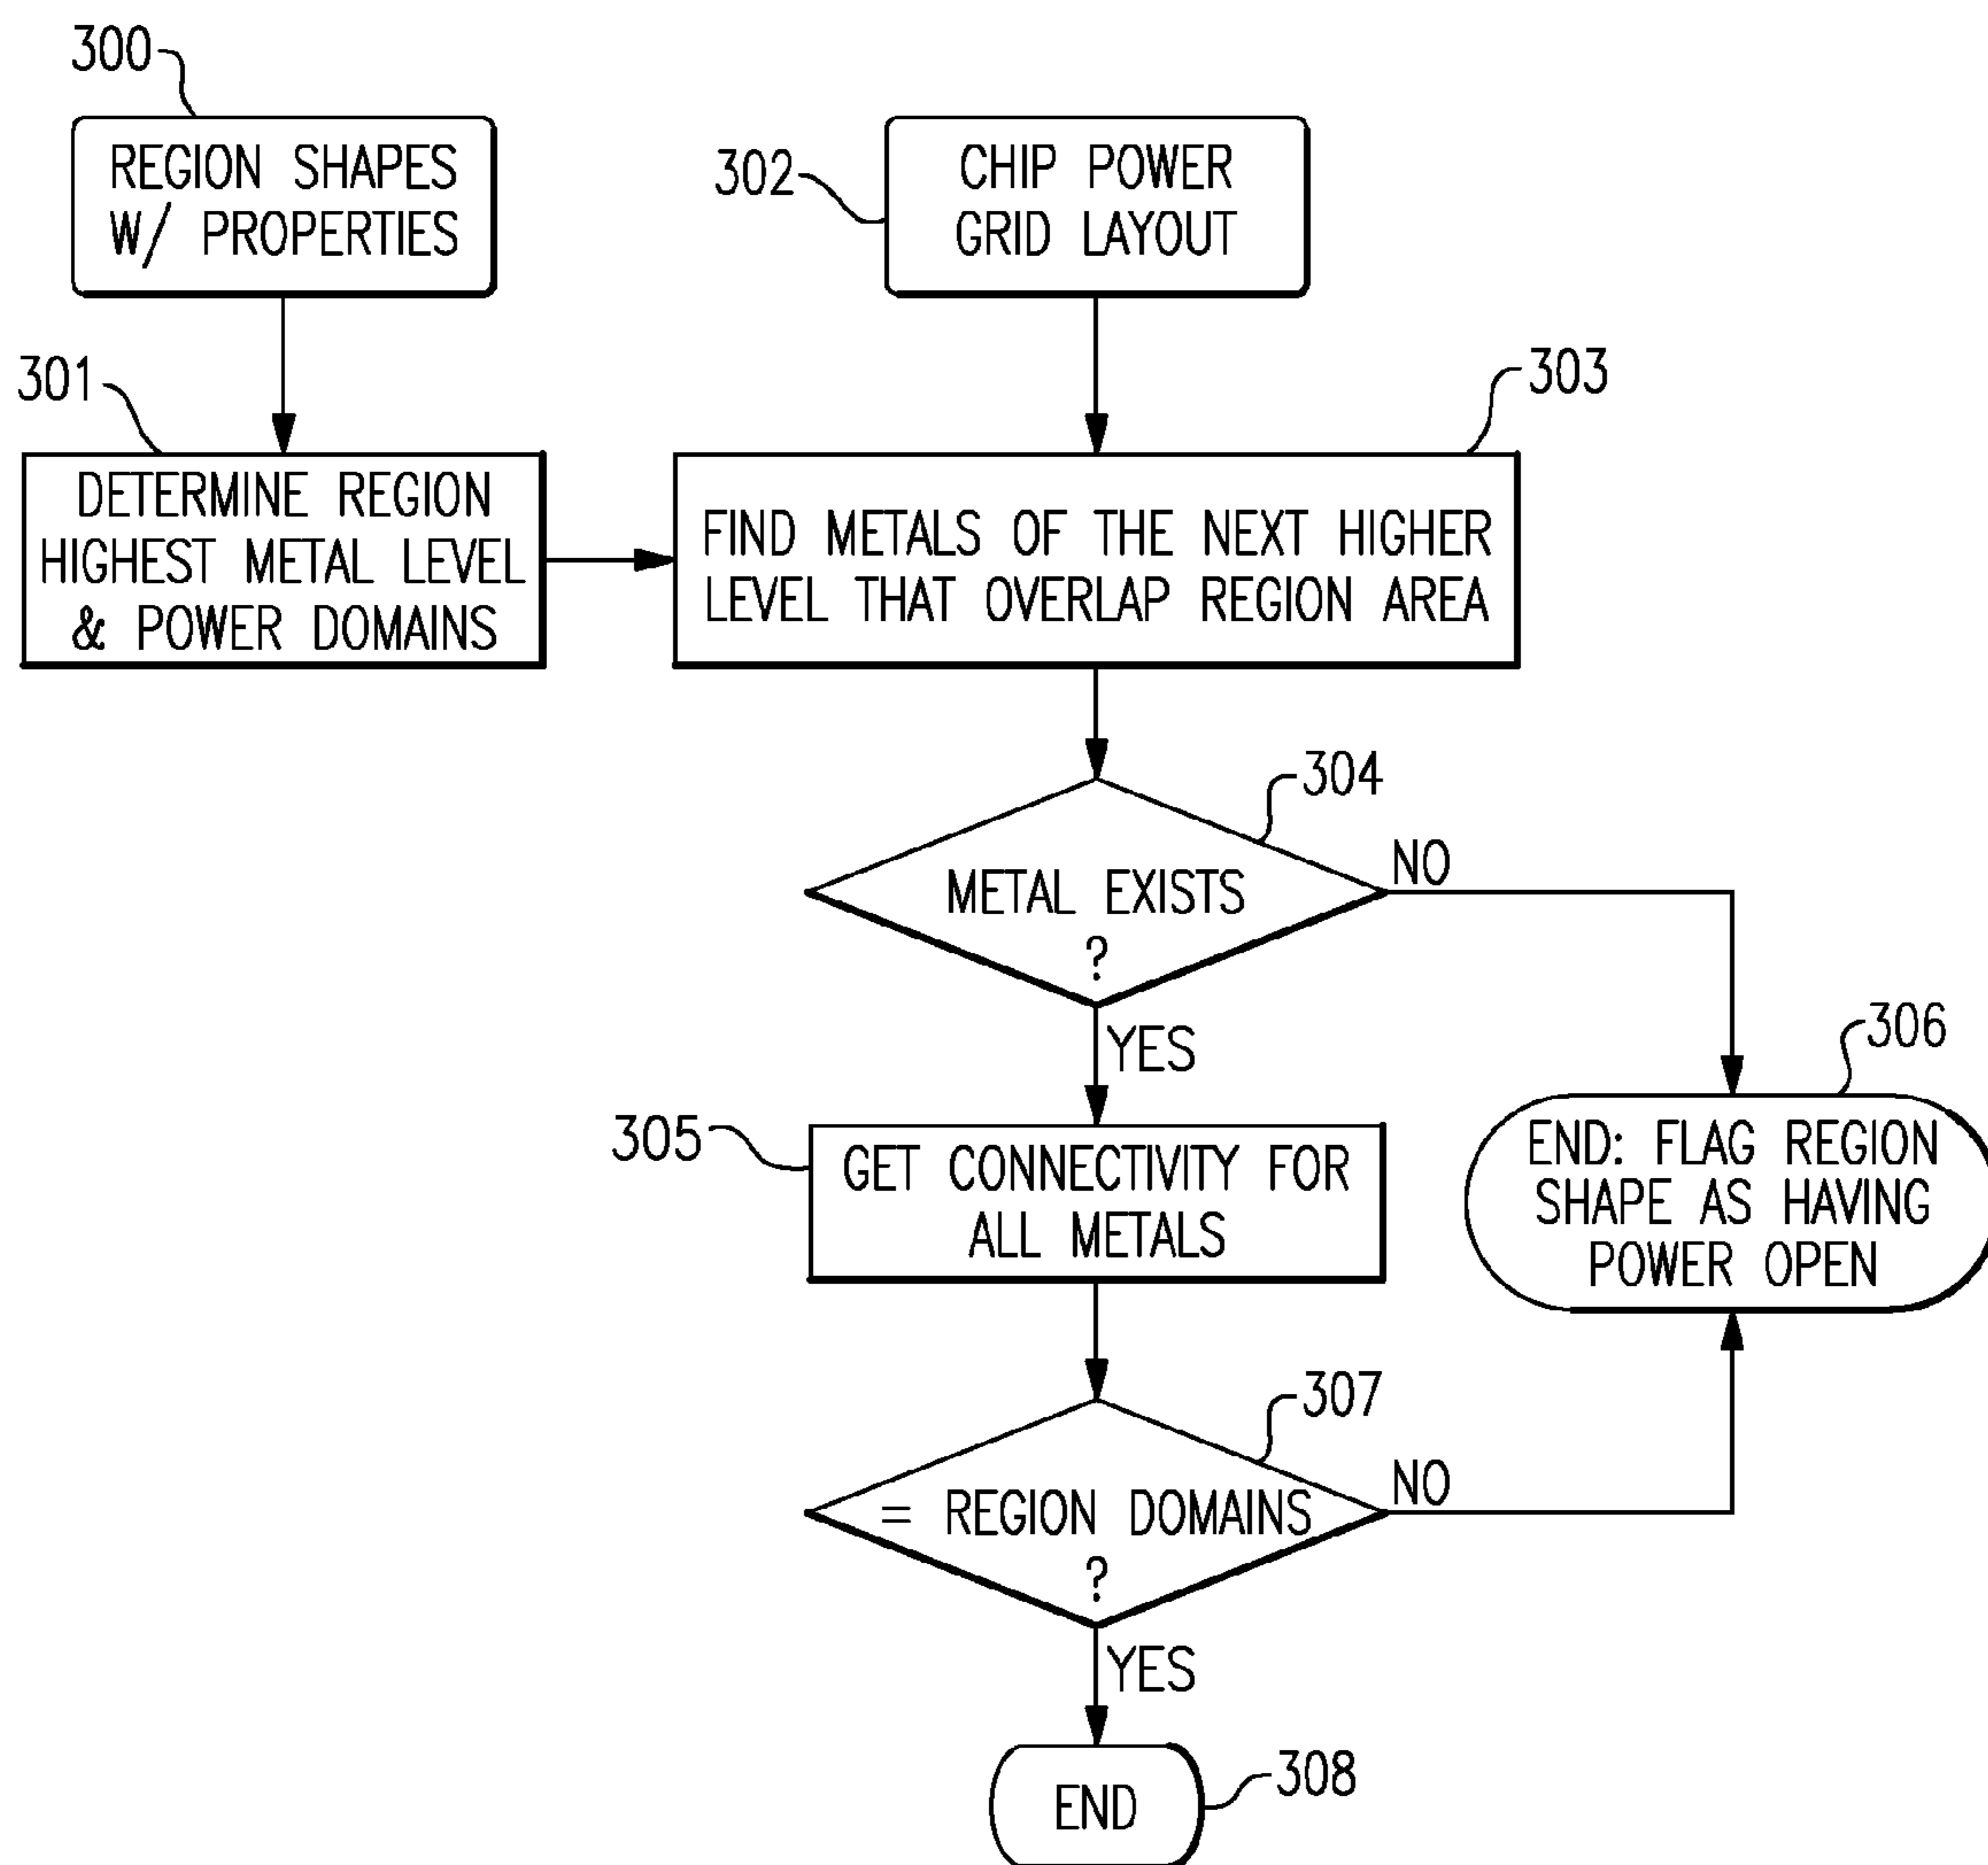 300
REGION SHAPES
W/ PROPERTIES
302
CHIP POWER
GRID LAYOUT
301
DETERMINE REGION
HIGHEST METAL LEVEL
& POWER DOMAINS
303
FIND METALS OF THE NEXT HIGHER
LEVEL THAT OVERLAP REGION AREA
304
METAL EXISTS
?
NO
YES
305
GET CONNECTIVITY FOR
ALL METALS
306
END: FLAG REGION
SHAPE AS HAVING
POWER OPEN
307
= REGION DOMAINS
?
NO
YES
END
308